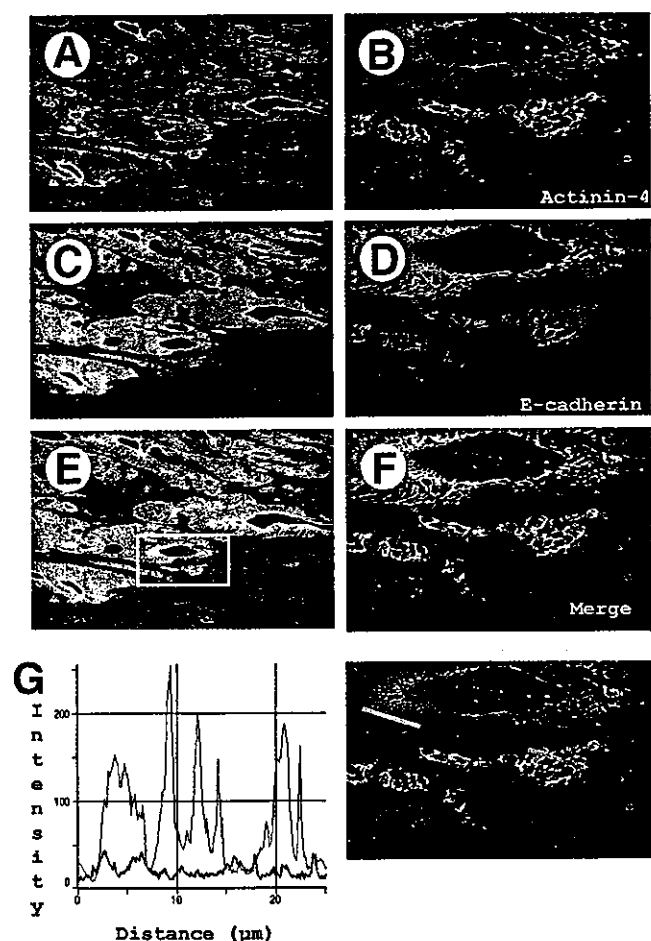 A
B
Actinin-4
C
D
E-cadherin
E
F
Merge
G
Intensity
200
100
0
0
10
20
Distance (μm)